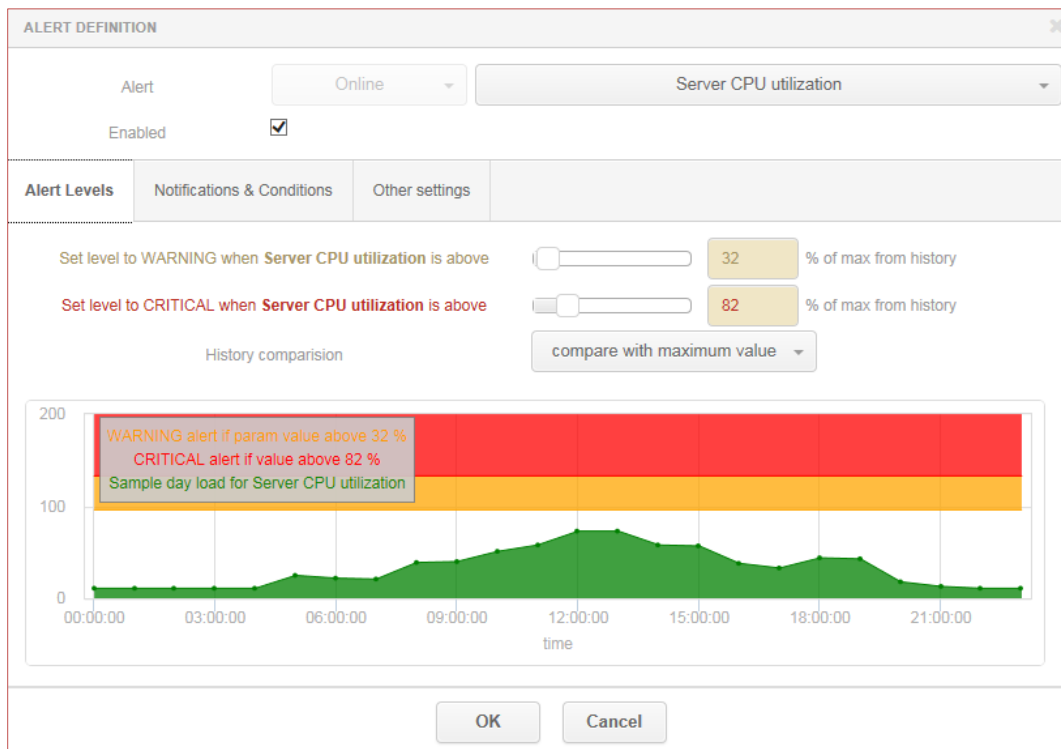 ALERT DEFINITION
Alert
Online
Server CPU utilization
Enabled
Alert Levels
Notifications & Conditions
Other settings
Set level to WARNING when Server CPU utilization is above
32
% of max from history
Set level to CRITICAL when Server CPU utilization is above
82
% of max from history
History comparision
compare with maximum value
200
WARNING alert if param value above 32 %
CRITICAL alert if value above 82 %
Sample day load for Server CPU utilization
100
0
00:00:00 03:00:00 06:00:00 09:00:00 12:00:00 15:00:00 18:00:00 21:00:00
time
OK
Cancel